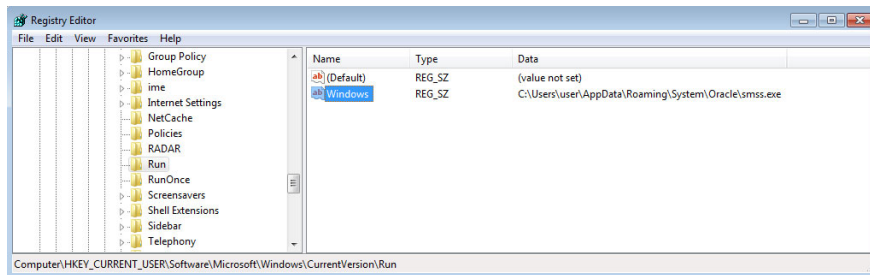 Registry Editor
File Edit View Favorites Help
Group Policy
HomeGroup
ime
Internet Settings
NetCache
Policies
RADAR
Run
RunOnce
Screensavers
Shell Extensions
Sidebar
Telephony
Name Type Data
(Default) REG_SZ (value not set)
Windows REG_SZ C:\Users\user\AppData\Roaming\System\Oracle\smss.exe
Computer\HKEY_CURRENT_USER\Software\Microsoft\Windows\CurrentVersion\Run